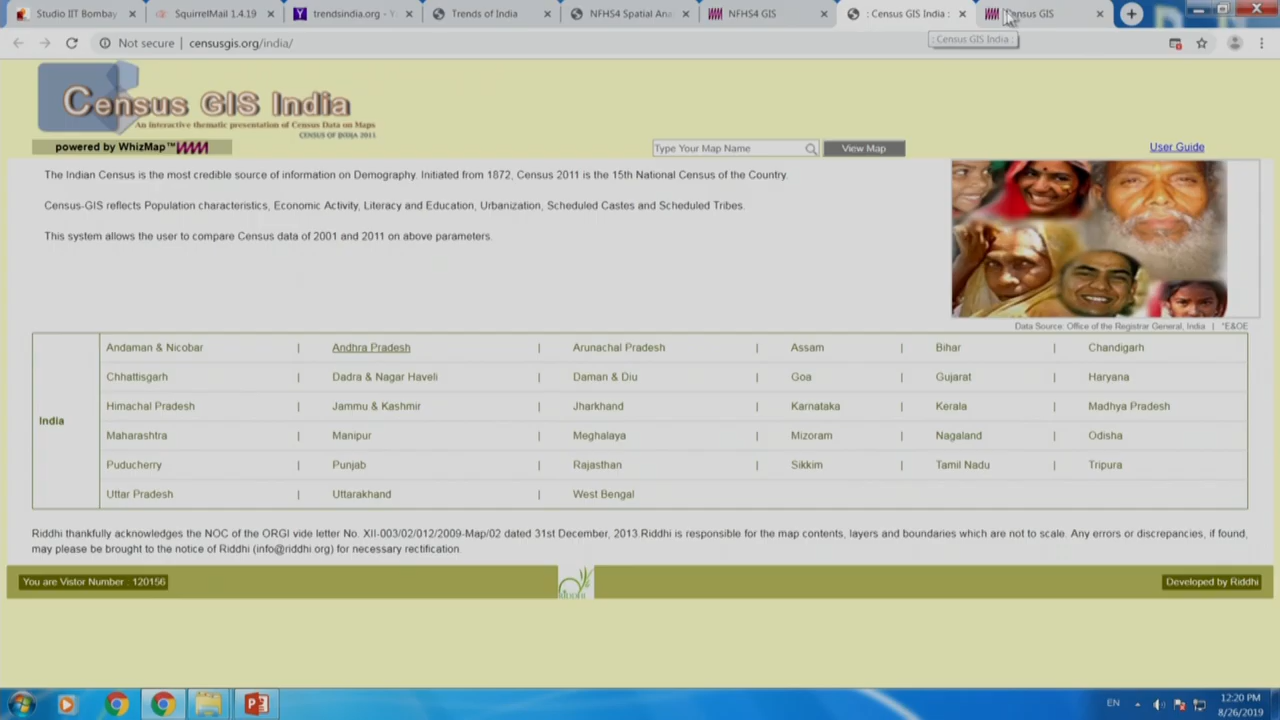 Studio IIT Bombay
SquirrelMail 1.4.19
trendsindia.org - Y
Trends of India
NFHS4 Spatial Ana
NFHS4 GIS
: Census GIS India :
Census GIS
Not secure | censusgis.org/india/
: Census GIS India :
Census GIS India
An interactive thematic presentation of Census Data on Maps
CENSUS OF INDIA 2011
powered by WhizMap™
Type Your Map Name
View Map
User Guide
The Indian Census is the most credible source of information on Demography. Initiated from 1872, Census 2011 is the 15th National Census of the Country.
Census-GIS reflects Population characteristics, Economic Activity, Literacy and Education, Urbanization, Scheduled Castes and Scheduled Tribes.
This system allows the user to compare Census data of 2001 and 2011 on above parameters.
Data Source: Office of the Registrar General, India | *E&OE
Andaman & Nicobar | Andhra Pradesh | Arunachal Pradesh | Assam | Bihar | Chandigarh
Chhattisgarh | Dadra & Nagar Haveli | Daman & Diu | Goa | Gujarat | Haryana
Himachal Pradesh | Jammu & Kashmir | Jharkhand | Karnataka | Kerala | Madhya Pradesh
India
Maharashtra | Manipur | Meghalaya | Mizoram | Nagaland | Odisha
Puducherry | Punjab | Rajasthan | Sikkim | Tamil Nadu | Tripura
Uttar Pradesh | Uttarakhand | West Bengal
Riddhi thankfully acknowledges the NOC of the ORGI vide letter No. XII-003/02/012/2009-Map/02 dated 31st December, 2013.Riddhi is responsible for the map contents, layers and boundaries which are not to scale. Any errors or discrepancies, if found,
may please be brought to the notice of Riddhi (info@riddhi.org) for necessary rectification.
You are Vistor Number : 120156
RIDDHI
Developed by Riddhi
EN
12:20 PM
8/26/2019